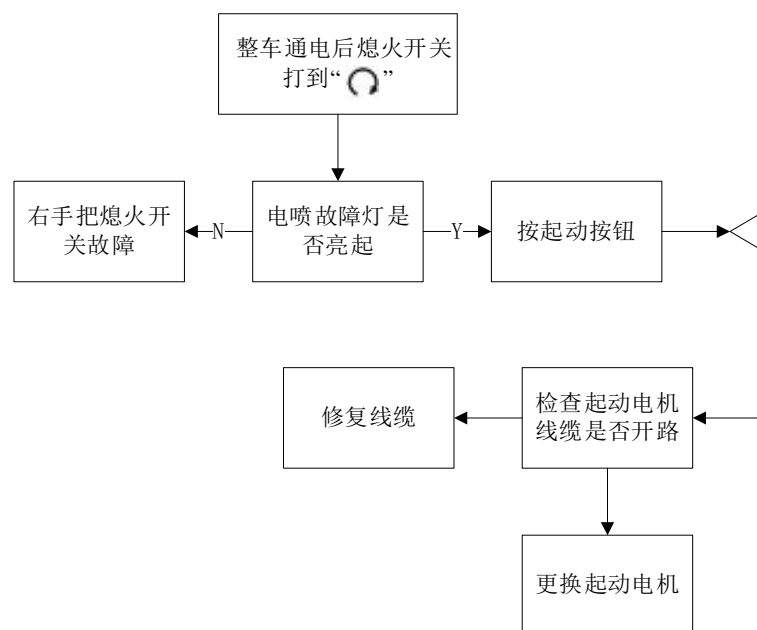 整车通电后熄火开关
打到“ ”
右手把熄火开
关故障
N
电喷故障灯是
否亮起
Y
按起动按钮
修复线缆
检查起动电机
线缆是否开路
更换起动电机